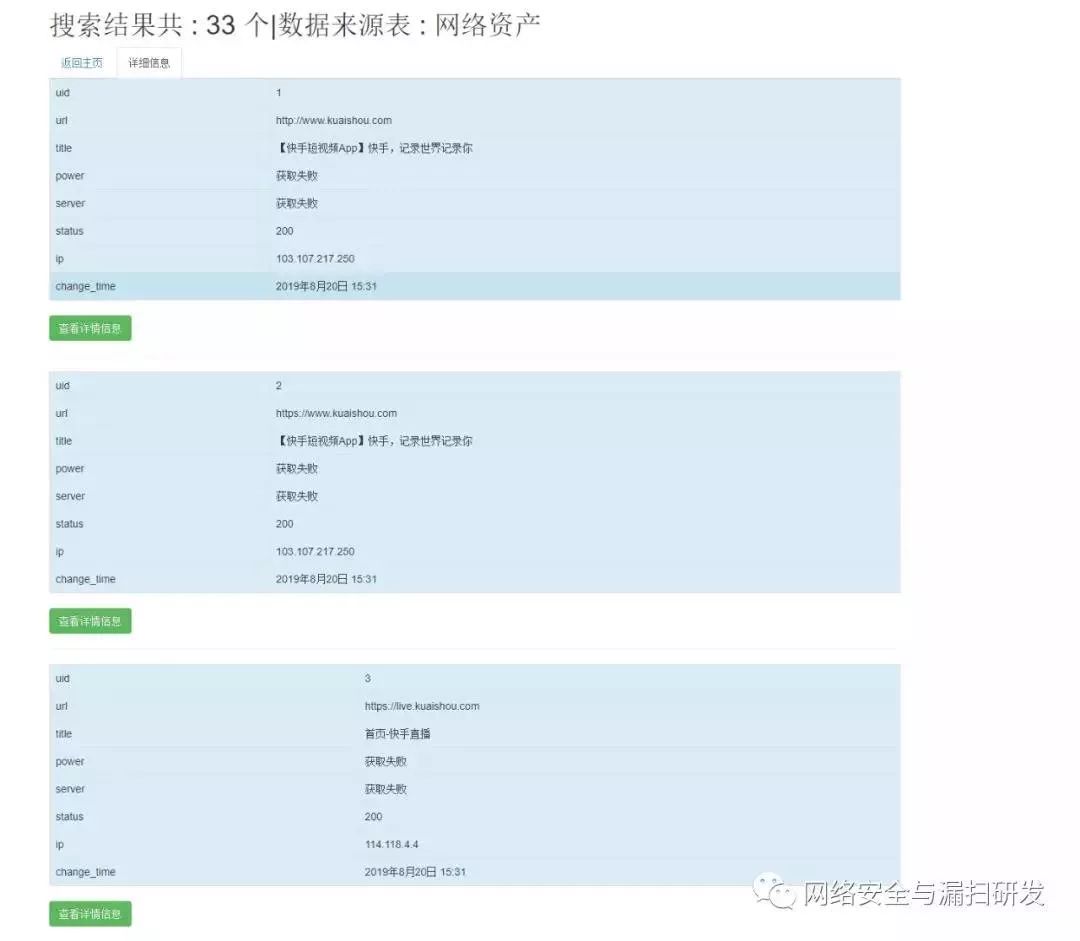 搜索结果共 : 33 个|数据来源表 : 网络资产
返回主页 详细信息
uid 1
url http://www.kuaishou.com
title 【快手短视频App】快手，记录世界记录你
power 获取失败
server 获取失败
status 200
ip 103.107.217.250
change_time 2019年8月20日 15:31
查看详情信息
uid 2
url https://www.kuaishou.com
title 【快手短视频App】快手，记录世界记录你
power 获取失败
server 获取失败
status 200
ip 103.107.217.250
change_time 2019年8月20日 15:31
查看详情信息
uid 3
url https://live.kuaishou.com
title 首页-快手直播
power 获取失败
server 获取失败
status 200
ip 114.118.4.4
change_time 2019年8月20日 15:31
网络安全与漏扫研发
查看详情信息